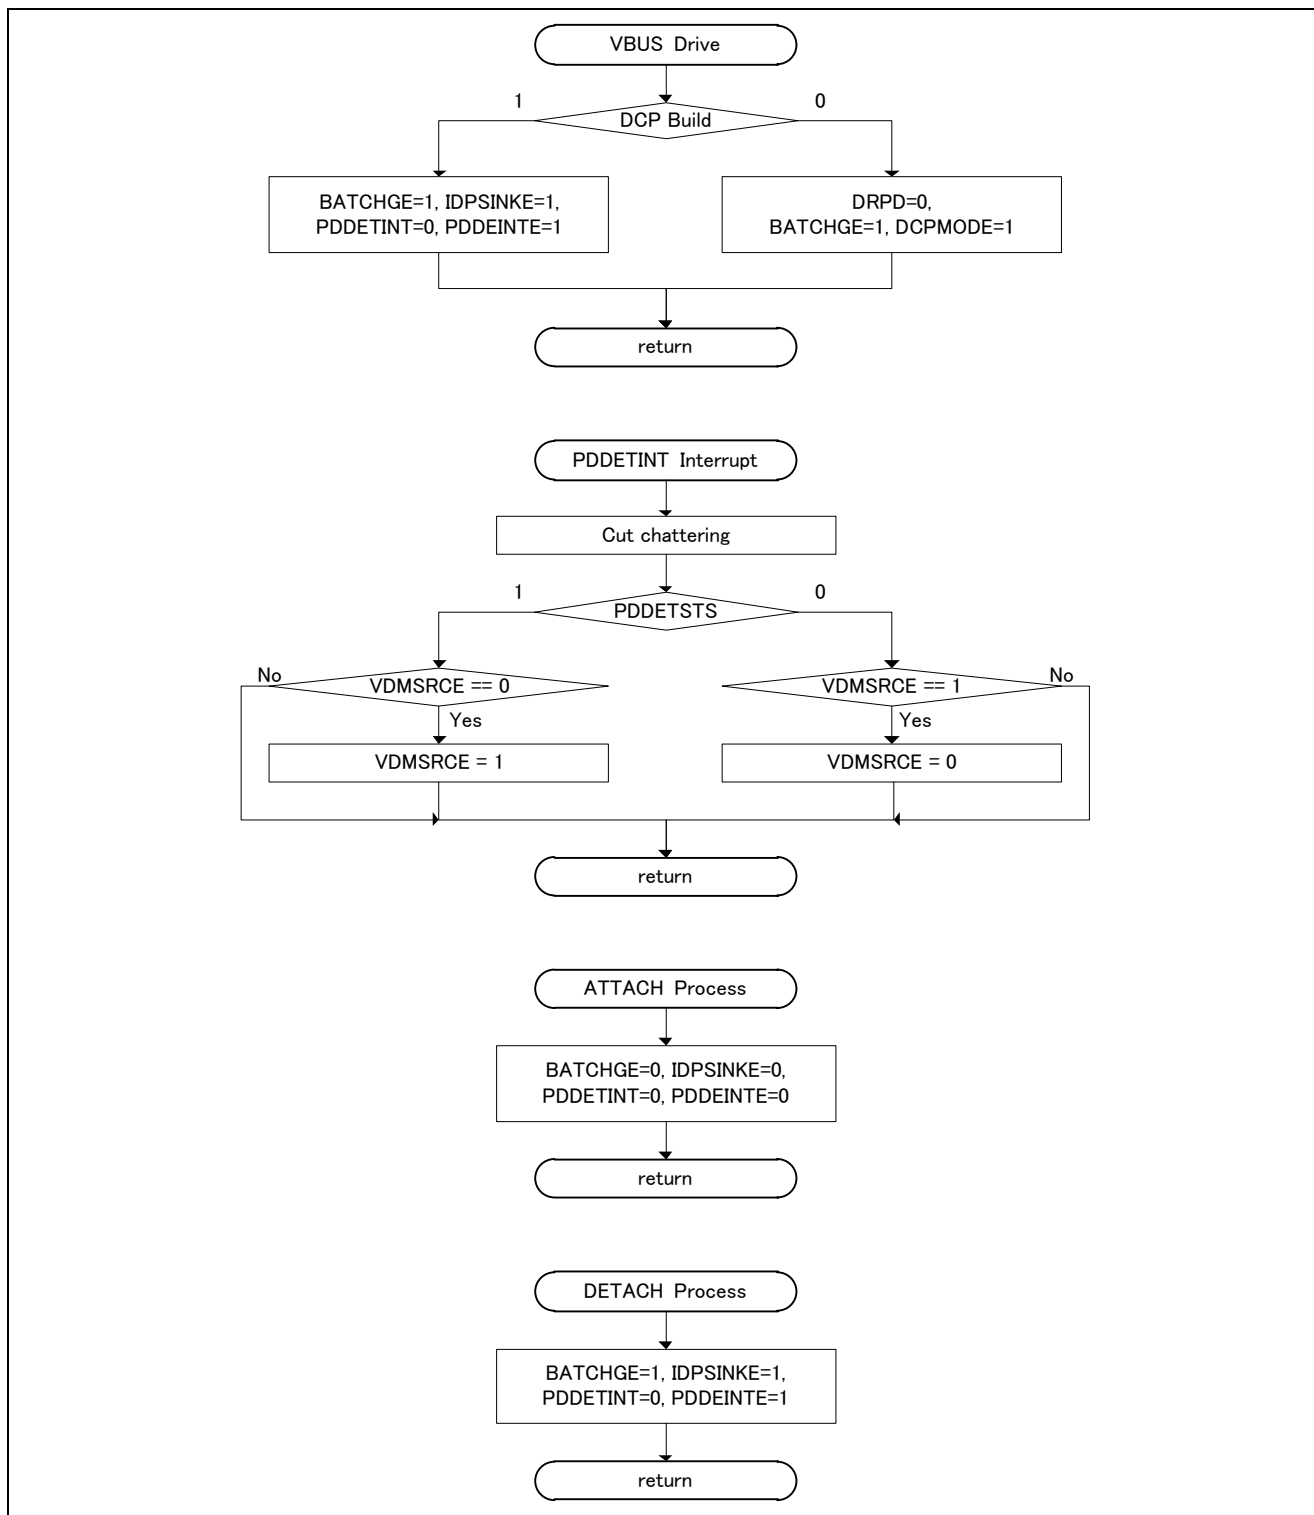 VBUS Drive
1
0
DCP Build
BATCHGE=1, IDPSINKE=1,
PDDETINT=0, PDDEINTE=1
DRPD=0,
BATCHGE=1, DCPMODE=1
return
PDDETINT Interrupt
Cut chattering
1
0
PDDETSTS
No
VDMSRCE == 0
VDMSRCE == 1
No
Yes
Yes
VDMSRCE = 1
VDMSRCE = 0
return
ATTACH Process
BATCHGE=0, IDPSINKE=0,
PDDETINT=0, PDDEINTE=0
return
DETACH Process
BATCHGE=1, IDPSINKE=1,
PDDETINT=0, PDDEINTE=1
return